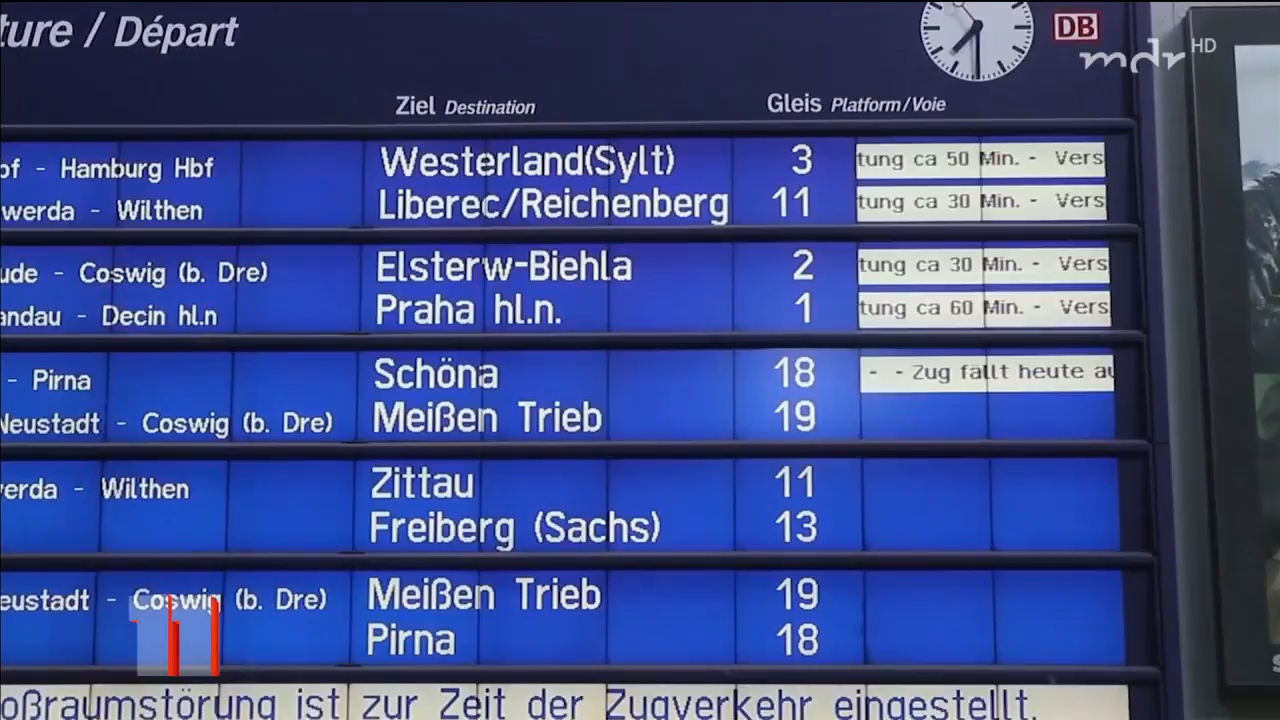 ture / Départ
DB
mdr HD
Ziel Destination Gleis Platform/Voie
of - Hamburg Hbf Westerland(Sylt) 3 tung ca 50 Min. - Vers
werda - Wilthen Liberec/Reichenberg 11 tung ca 30 Min. - Vers
ude - Coswig (b. Dre) Elsterw-Biehla 2 tung ca 30 Min. - Vers
andau - Decin hl.n Praha hl.n. 1 tung ca 60 Min. - Vers
- Pirna Schöna 18 - - Zug fällt heute au
Neustadt - Coswig (b. Dre) Meißen Trieb 19
verda - Wilthen Zittau 11
Freiberg (Sachs) 13
eustadt - Coswig (b. Dre) Meißen Trieb 19
Pirna 18
11
oßraumstörung ist zur Zeit der Zugverkehr eingestellt.